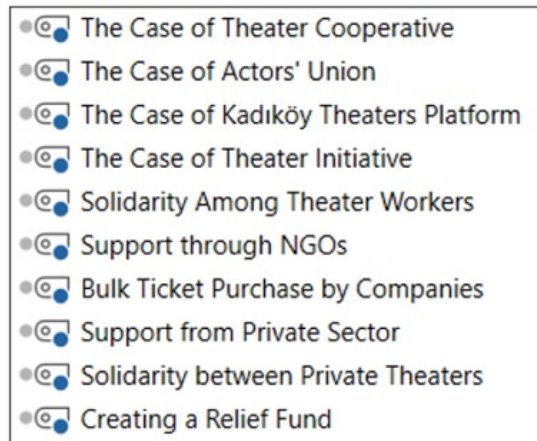 The Case of Theater Cooperative
The Case of Actors' Union
The Case of Kadıköy Theaters Platform
The Case of Theater Initiative
Solidarity Among Theater Workers
Support through NGOs
Bulk Ticket Purchase by Companies
Support from Private Sector
Solidarity between Private Theaters
Creating a Relief Fund